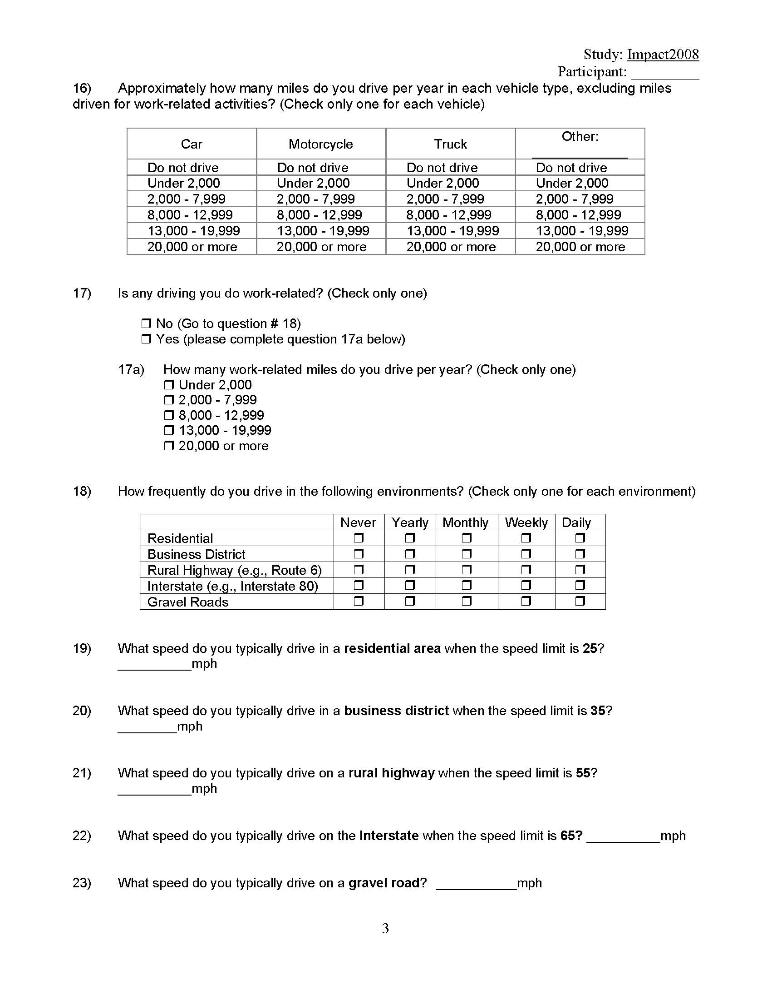 Study: Impact2008
Participant: _________
16) Approximately how many miles do you drive per year in each vehicle type, excluding miles
driven for work-related activities? (Check only one for each vehicle)
Car Motorcycle Truck Other: _____________
Do not drive Do not drive Do not drive Do not drive
Under 2,000 Under 2,000 Under 2,000 Under 2,000
2,000 - 7,999 2,000 - 7,999 2,000 - 7,999 2,000 - 7,999
8,000 - 12,999 8,000 - 12,999 8,000 - 12,999 8,000 - 12,999
13,000 - 19,999 13,000 - 19,999 13,000 - 19,999 13,000 - 19,999
20,000 or more 20,000 or more 20,000 or more 20,000 or more
17) Is any driving you do work-related? (Check only one)
❒ No (Go to question # 18)
❒ Yes (please complete question 17a below)
17a) How many work-related miles do you drive per year? (Check only one)
❒ Under 2,000
❒ 2,000 - 7,999
❒ 8,000 - 12,999
❒ 13,000 - 19,999
❒ 20,000 or more
18) How frequently do you drive in the following environments? (Check only one for each environment)
Never Yearly Monthly Weekly Daily
Residential ❒ ❒ ❒ ❒ ❒
Business District ❒ ❒ ❒ ❒ ❒
Rural Highway (e.g., Route 6) ❒ ❒ ❒ ❒ ❒
Interstate (e.g., Interstate 80) ❒ ❒ ❒ ❒ ❒
Gravel Roads ❒ ❒ ❒ ❒ ❒
19) What speed do you typically drive in a residential area when the speed limit is 25?
__________mph
20) What speed do you typically drive in a business district when the speed limit is 35?
________mph
21) What speed do you typically drive on a rural highway when the speed limit is 55?
__________mph
22) What speed do you typically drive on the Interstate when the speed limit is 65? __________mph
23) What speed do you typically drive on a gravel road? ___________mph
3